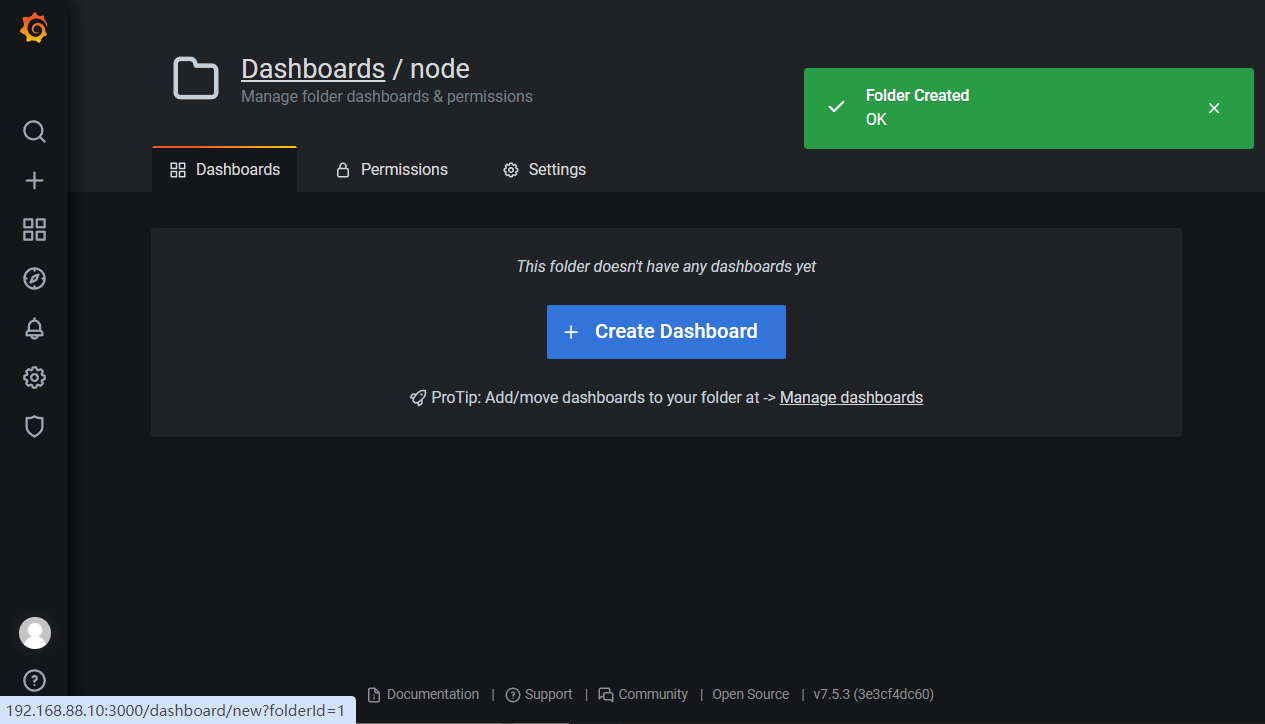 Dashboards / node
Manage folder dashboards & permissions
Folder Created
OK
Dashboards
Permissions
Settings
This folder doesn't have any dashboards yet
+ Create Dashboard
ProTip: Add/move dashboards to your folder at -> Manage dashboards
Documentation | Support | Community | Open Source | v7.5.3 (3e3cf4dc60)
192.168.88.10:3000/dashboard/new?folderId=1